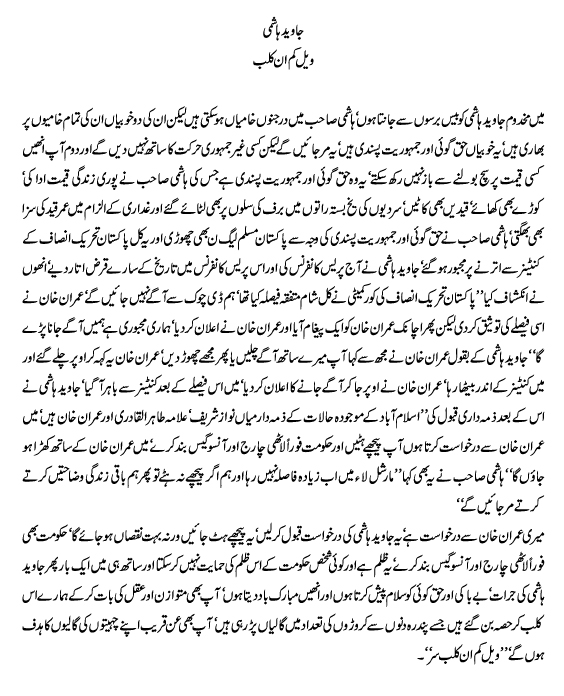 جاوید ہاشمی
ویل کم ان کلب
میں مخدوم جاوید ہاشمی کو بیس برسوں سے جانتا ہوں‘ ہاشمی صاحب میں درجنوں خامیاں ہو سکتی ہیں لیکن ان کی دو خوبیاں ان کی تمام خامیوں پر
بھاری ہیں‘ یہ خوبیاں حق گوئی اور جمہوریت پسندی ہیں‘ یہ مر جائیں گے لیکن کسی غیر جمہوری حرکت کا ساتھ نہیں دیں گے اور دوم آپ انھیں
کسی قیمت پر سچ بولنے سے باز نہیں رکھ سکتے‘ یہ وہ حق گوئی اور جمہوریت پسندی ہے جس کی ہاشمی صاحب نے پوری زندگی قیمت ادا کی‘
کوڑے بھی کھائے‘ قیدیں بھی کاٹیں‘ سردیوں کی یخ بستہ راتوں میں برف کی سلوں پر بھی لٹائے گئے اور غداری کے الزام میں عمر قید کی سزا
بھی بھگتی‘ ہاشمی صاحب نے حق گوئی اور جمہوریت پسندی کی وجہ سے پاکستان مسلم لیگ ن بھی چھوڑی اور یہ کل پاکستان تحریک انصاف کے
کنٹینر سے اترنے پر مجبور ہو گئے‘ جاوید ہاشمی نے آج پریس کانفرنس کی اور اس پریس کانفرنس میں تاریخ کے سارے قرض اتار دیے‘ انھوں
نے انکشاف کیا ’’پاکستان تحریک انصاف کی کور کمیٹی نے کل شام متفقہ فیصلہ کیا تھا‘ ہم ڈی چوک سے آگے نہیں جائیں گے‘ عمران خان نے
اسی فیصلے کی توثیق کر دی لیکن پھر اچانک عمران خان کو ایک پیغام آیا اور عمران خان نے اعلان کر دیا‘ ہماری مجبوری ہے ہمیں آگے جانا پڑے
گا‘‘ جاوید ہاشمی کے بقول عمران خان نے مجھ سے کہا آپ میرے ساتھ آگے چلیں یا پھر مجھے چھوڑ دیں‘ عمران خان یہ کہہ کر اوپر چلے گئے اور
میں کنٹینر کے اندر بیٹھا رہا‘ عمران خان نے اوپر جا کر آگے جانے کا اعلان کر دیا‘ میں اس فیصلے کے بعد کنٹینر سے باہر آ گیا‘ جاوید ہاشمی نے
اس کے بعد ذمہ داری قبول کی ’’اسلام آباد کے موجودہ حالات کے ذمہ دار میاں نواز شریف‘ علامہ طاہر القادری اور عمران خان ہیں‘ میں
عمران خان سے درخواست کرتا ہوں آپ پیچھے ہٹیں اور حکومت فوراً لاٹھی چارج اور آنسو گیس بند کرے‘ میں عمران خان کے ساتھ کھڑا ہو
جاؤں گا‘‘ ہاشمی صاحب نے یہ بھی کہا ’’مارشل لاء میں اب زیادہ فاصلہ نہیں رہا اور ہم اگر پیچھے نہ ہٹے تو پھر ہم باقی زندگی وضاحتیں کرتے
کرتے مر جائیں گے‘‘
میری عمران خان سے درخواست ہے‘ یہ جاوید ہاشمی کی درخواست قبول کر لیں‘ یہ پیچھے ہٹ جائیں ورنہ بہت نقصاں ہو جائے گا‘ حکومت بھی
فوراً لاٹھی چارج اور آنسو گیس بند کرے‘ یہ ظلم ہے اور کوئی شخص حکومت کے اس ظلم کی حمایت نہیں کر سکتا اور ساتھ ہی میں ایک بار پھر جاوید
ہاشمی کی جرات‘ بے باکی اور حق گوئی کو سلام پیش کرتا ہوں اور انھیں مبارک باد دیتا ہوں‘ آپ بھی متوازن اور عقل کی بات کر کے ہمارے اس
کلب کر حصہ بن گئے ہیں جسے پندرہ دنوں سے کروڑوں کی تعداد میں گالیاں پڑ رہی ہیں‘ آپ بھی عن قریب اپنے چہیتوں کی گالیوں کا ہدف
ہوں گے‘ ’’ویل کم ان کلب سر‘‘۔